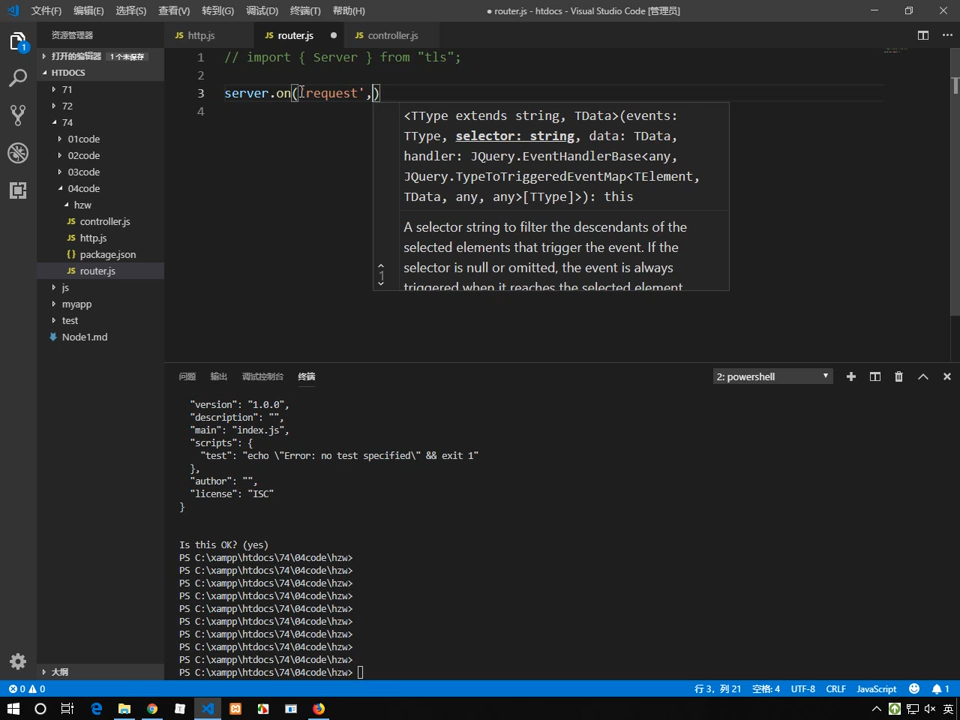 文件(F) 编辑(E) 选择(S) 查看(V) 转到(G) 调试(D) 终端(T) 帮助(H) ● router.js - htdocs - Visual Studio Code [管理员]
资源管理器
http.js router.js controller.js
打开的编辑器 1 个未保存
HTDOCS
71
72
74
01code
02code
03code
04code
hzw
JS controller.js
JS http.js
{} package.json
JS router.js
js
myapp
test
Node1.md
大纲
1 // import { Server } from "tls";
2
3 server.on('request',)
4
<TType extends string, TData>(events:
TType, selector: string, data: TData,
handler: JQuery.EventHandlerBase<any,
JQuery.TypeToTriggeredEventMap<TElement,
TData, any, any>[TType]>): this
A selector string to filter the descendants of the
selected elements that trigger the event. If the
selector is null or omitted, the event is always
triggered when it reaches the selected element
1
问题 输出 调试控制台 终端 2: powershell
"version": "1.0.0",
"description": "",
"main": "index.js",
"scripts": {
"test": "echo \"Error: no test specified\" && exit 1"
},
"author": "",
"license": "ISC"
}
Is this OK? (yes)
PS C:\xampp\htdocs\74\04code\hzw>
PS C:\xampp\htdocs\74\04code\hzw>
PS C:\xampp\htdocs\74\04code\hzw>
PS C:\xampp\htdocs\74\04code\hzw>
PS C:\xampp\htdocs\74\04code\hzw>
PS C:\xampp\htdocs\74\04code\hzw>
PS C:\xampp\htdocs\74\04code\hzw>
PS C:\xampp\htdocs\74\04code\hzw>
PS C:\xampp\htdocs\74\04code\hzw>
PS C:\xampp\htdocs\74\04code\hzw>
0 0 行 3，列 21 空格: 4 UTF-8 CRLF JavaScript 1
英